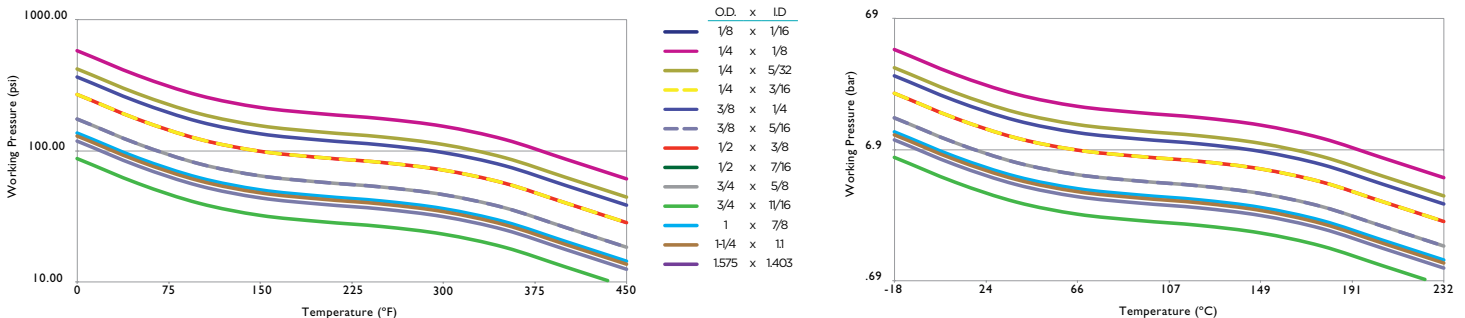 1000.00
100.00
10.00
Working Pressure (psi)
0 75 150 225 300 375 450
Temperature (ºF)
O.D. x I.D
1/8 x 1/16
1/4 x 1/8
1/4 x 5/32
1/4 x 3/16
3/8 x 1/4
3/8 x 5/16
1/2 x 3/8
1/2 x 7/16
3/4 x 5/8
3/4 x 11/16
1 x 7/8
1-1/4 x 1.1
1.575 x 1.403
69
6.9
.69
Working Pressure (bar)
-18 24 66 107 149 191 232
Temperature (ºC)